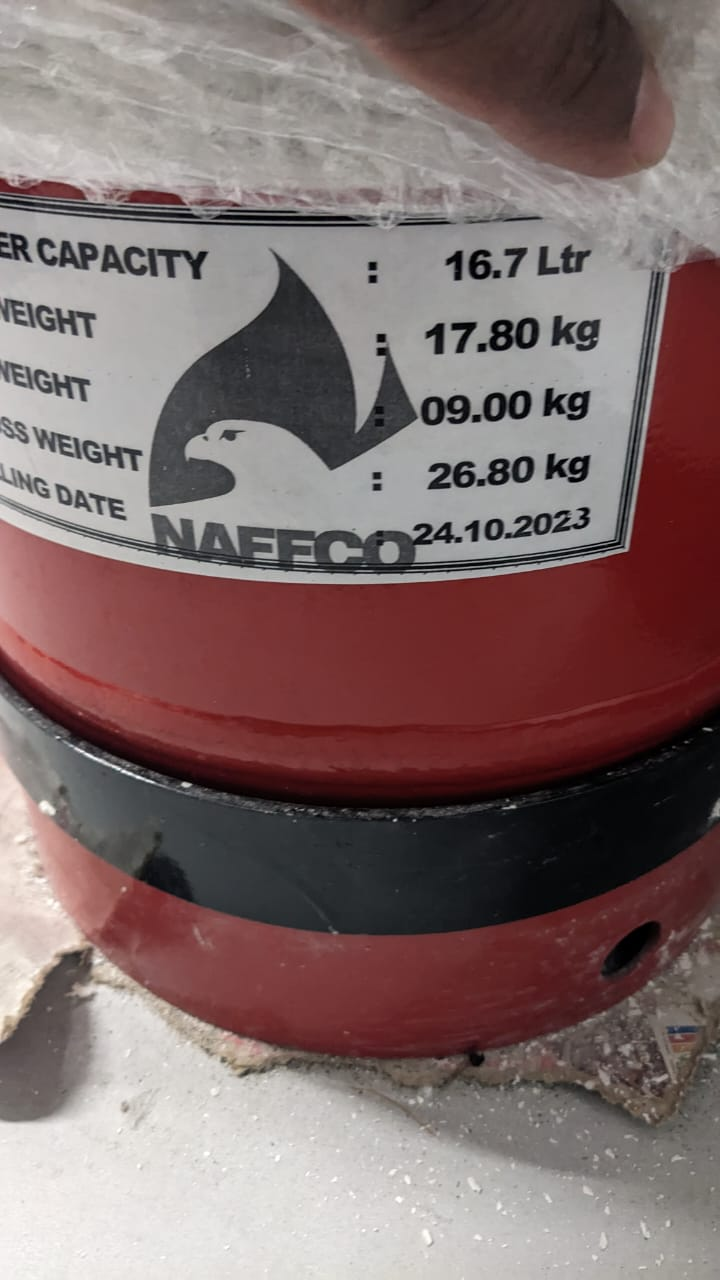 ER CAPACITY : 16.7 Ltr
WEIGHT : 17.80 kg
WEIGHT : 09.00 kg
SS WEIGHT : 26.80 kg
LING DATE : 24.10.2023
NAFFCO